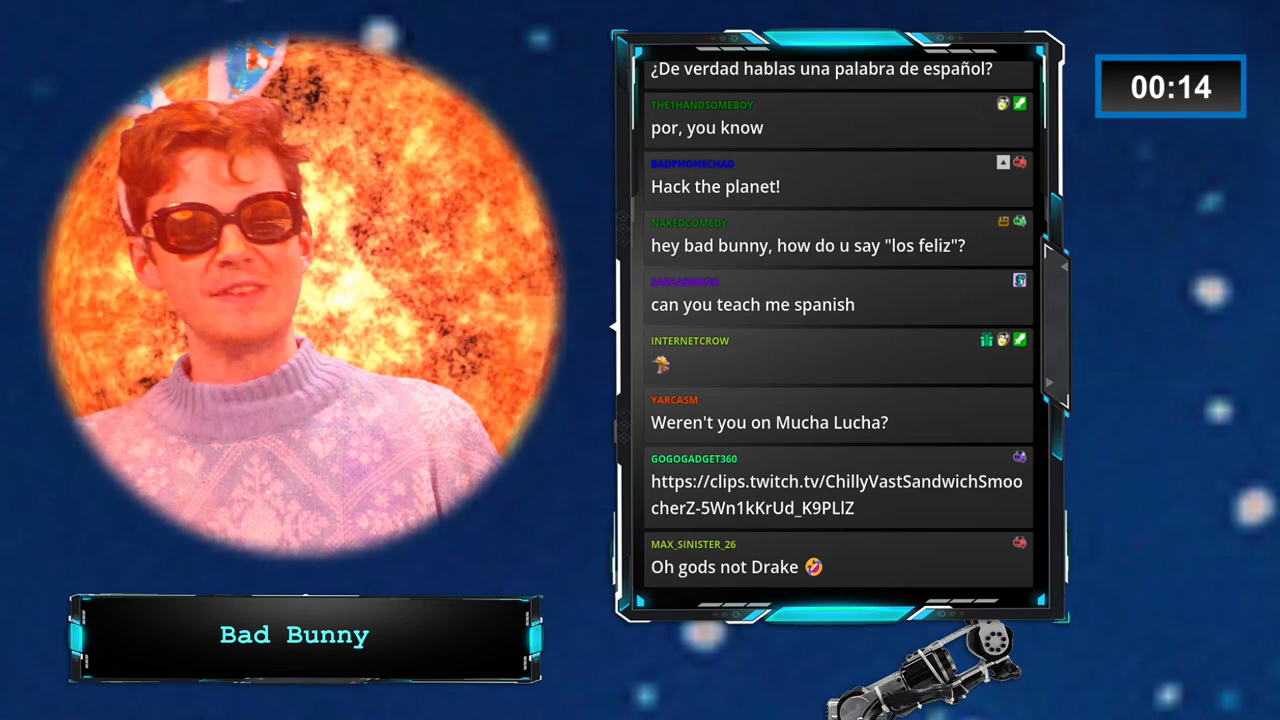 ¿De verdad hablas una palabra de español?
THE1HANDSOMEBOY
por, you know
BADPHONECHAD
Hack the planet!
NAKEDCOMEDY
hey bad bunny, how do u say "los feliz"?
can you teach me spanish
INTERNETCROW
YARCASM
Weren't you on Mucha Lucha?
GOGOGADGET360
https://clips.twitch.tv/ChillyVastSandwichSmoo
cherZ-5Wn1kKrUd_K9PLlZ
MAX_SINISTER_26
Oh gods not Drake 🤣
00:14
Bad Bunny